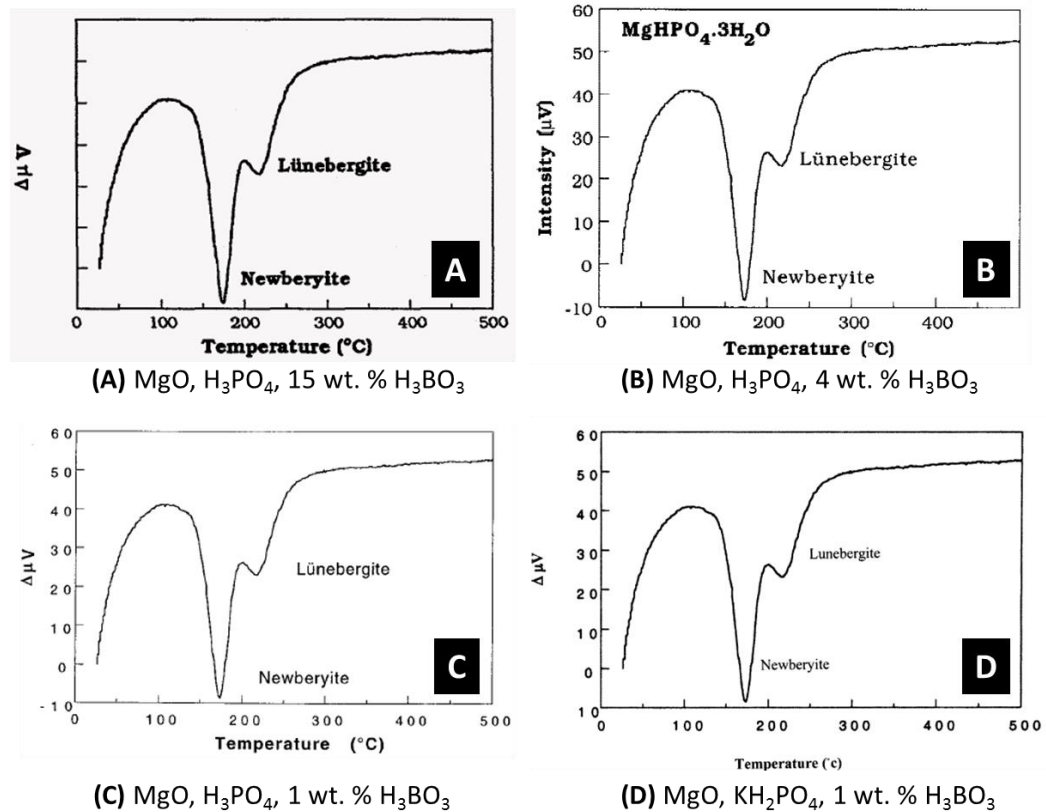 Δμ V
Lünebergite
Newberyite
A
0 100 200 300 400 500
Temperature (°C)
(A) MgO, H₃PO₄, 15 wt. % H₃BO₃
MgHPO₄.3H₂O
Intensity (μV)
60
50
40
30
20
10
0
-10
Lünebergite
Newberyite
B
0 100 200 300 400
Temperature (°C)
(B) MgO, H₃PO₄, 4 wt. % H₃BO₃
Δ μV
60
50
40
30
20
10
0
-10
Lünebergite
Newberyite
C
0 100 200 300 400 500
Temperature (°C)
(C) MgO, H₃PO₄, 1 wt. % H₃BO₃
Δ μV
60
50
40
30
20
10
0
10
Lunebergite
Newberyite
D
0 100 200 300 400 500
Temperature (°c)
(D) MgO, KH₂PO₄, 1 wt. % H₃BO₃